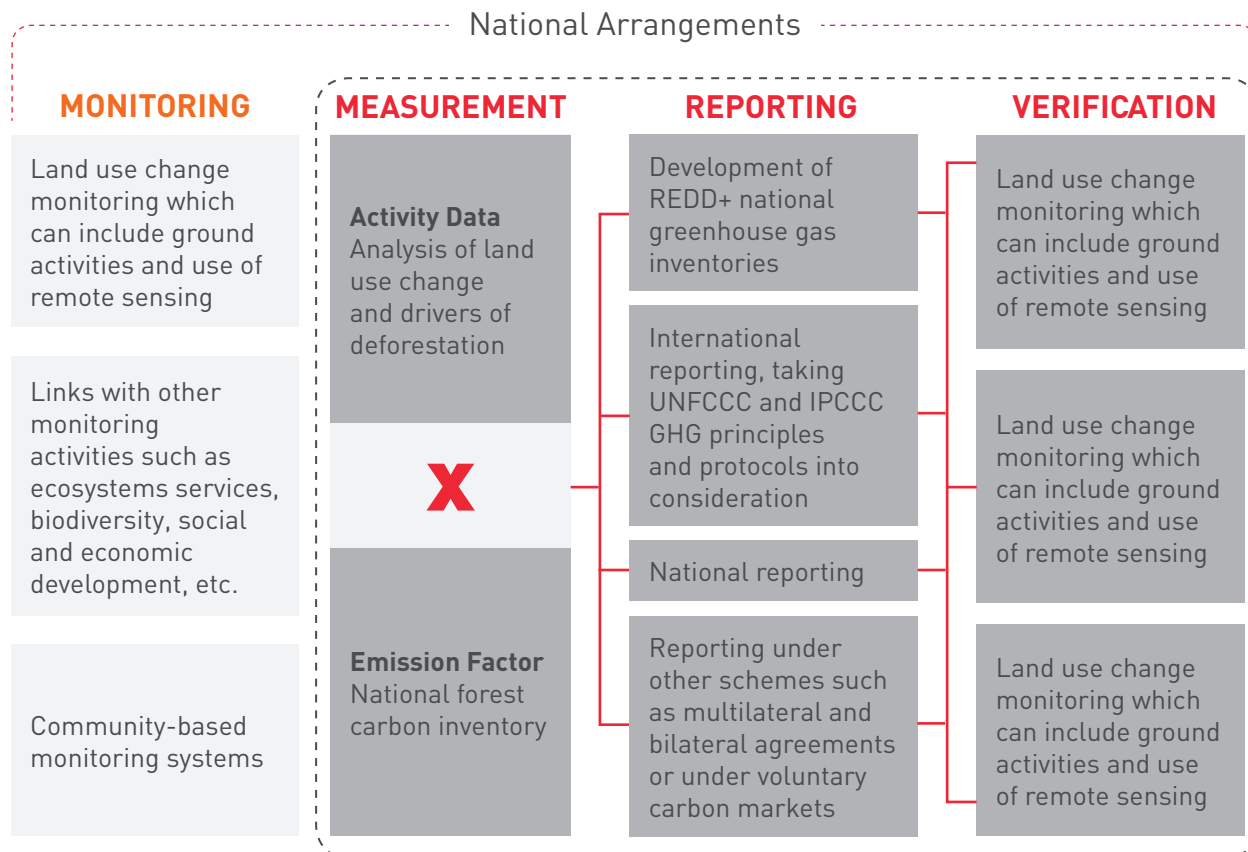 National Arrangements
MONITORING
Land use change
monitoring which
can include ground
activities and use of
remote sensing
Links with other
monitoring
activities such as
ecosystems services,
biodiversity, social
and economic
development, etc.
Community-based
monitoring systems
MEASUREMENT
Activity Data
Analysis of land
use change
and drivers of
deforestation
X
Emission Factor
National forest
carbon inventory
REPORTING
Development of
REDD+ national
greenhouse gas
inventories
International
reporting, taking
UNFCCC and IPCCC
GHG principles
and protocols into
consideration
National reporting
Reporting under
other schemes such
as multilateral and
bilateral agreements
or under voluntary
carbon markets
VERIFICATION
Land use change
monitoring which
can include ground
activities and use
of remote sensing
Land use change
monitoring which
can include ground
activities and use
of remote sensing
Land use change
monitoring which
can include ground
activities and use
of remote sensing